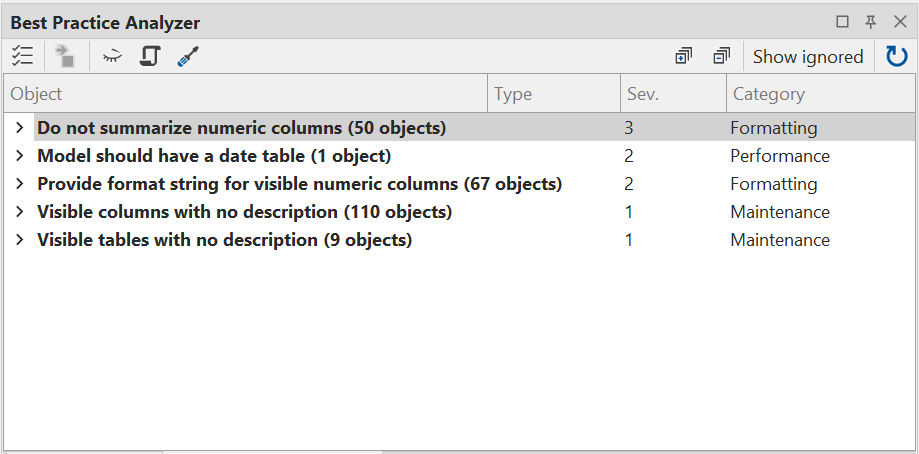 Best Practice Analyzer
Show ignored
Object Type Sev. Category
Do not summarize numeric columns (50 objects) 3 Formatting
Model should have a date table (1 object) 2 Performance
Provide format string for visible numeric columns (67 objects) 2 Formatting
Visible columns with no description (110 objects) 1 Maintenance
Visible tables with no description (9 objects) 1 Maintenance